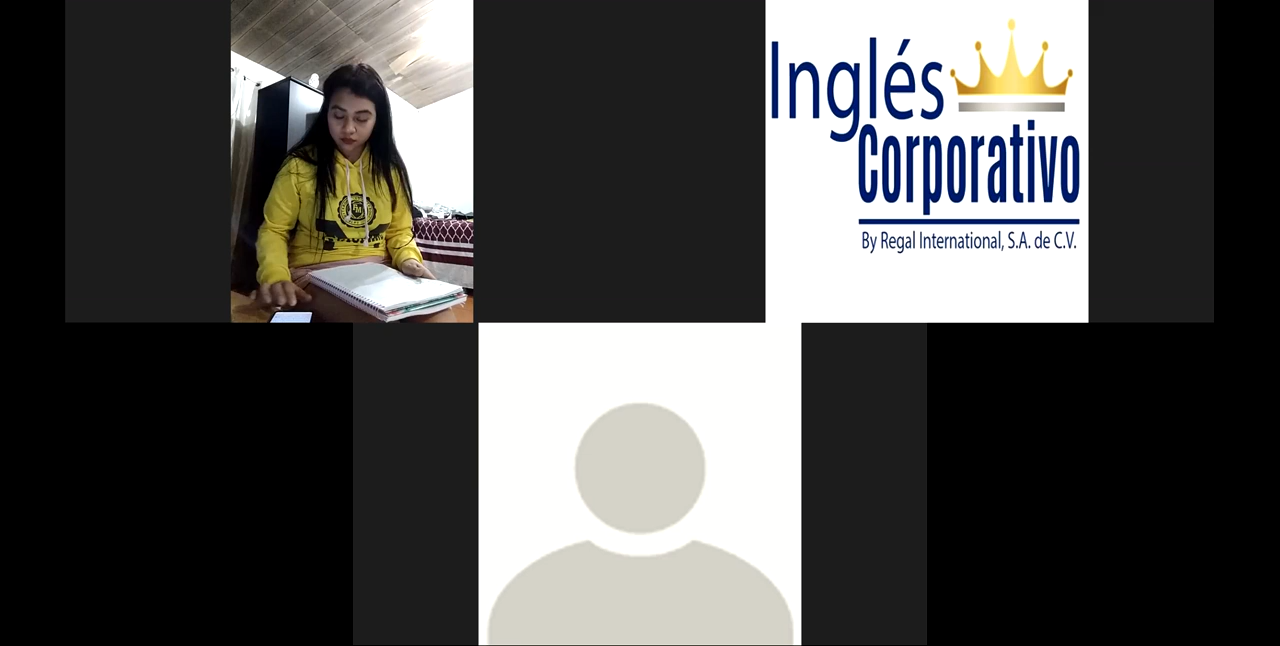 Inglés
Corporativo
By Regal International, S.A. de C.V.